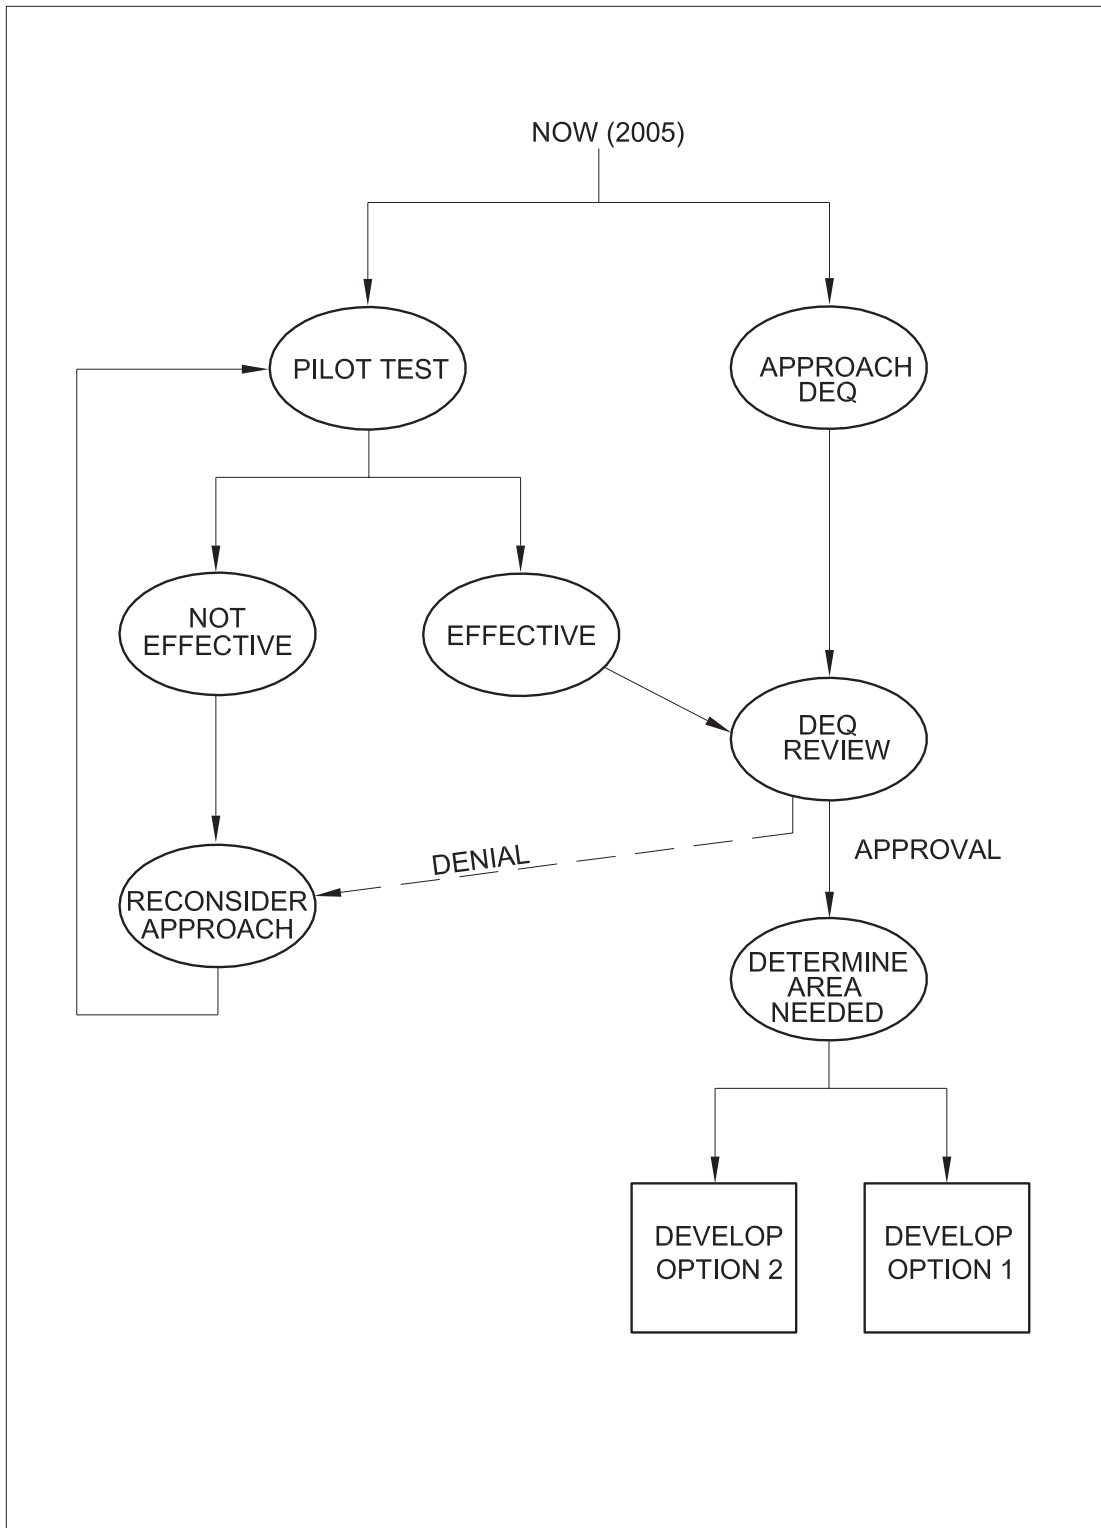 NOW (2005)
PILOT TEST
APPROACH
DEQ
NOT
EFFECTIVE
EFFECTIVE
DEQ
REVIEW
DENIAL
APPROVAL
RECONSIDER
APPROACH
DETERMINE
AREA
NEEDED
DEVELOP
OPTION 2
DEVELOP
OPTION 1